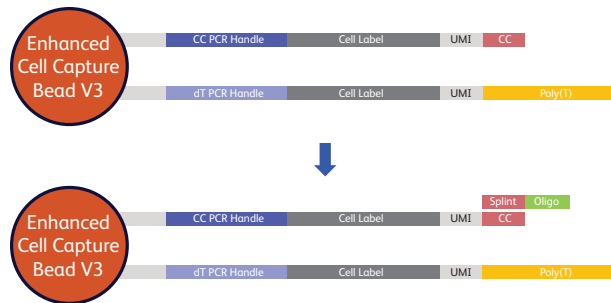 Enhanced
Cell Capture
Bead V3
CC PCR Handle Cell Label UMI CC
dT PCR Handle Cell Label UMI Poly(T)
Enhanced
Cell Capture
Bead V3
Splint Oligo
CC PCR Handle Cell Label UMI CC
dT PCR Handle Cell Label UMI Poly(T)